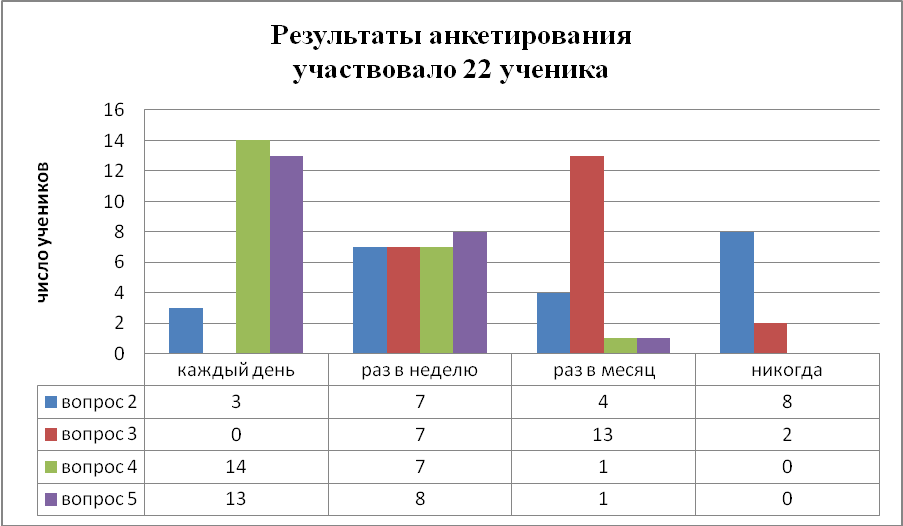 Результаты анкетирования
участвовало 22 ученика
число учеников
16
14
12
10
8
6
4
2
0
каждый день раз в неделю раз в месяц никогда
вопрос 2 3 7 4 8
вопрос 3 0 7 13 2
вопрос 4 14 7 1 0
вопрос 5 13 8 1 0